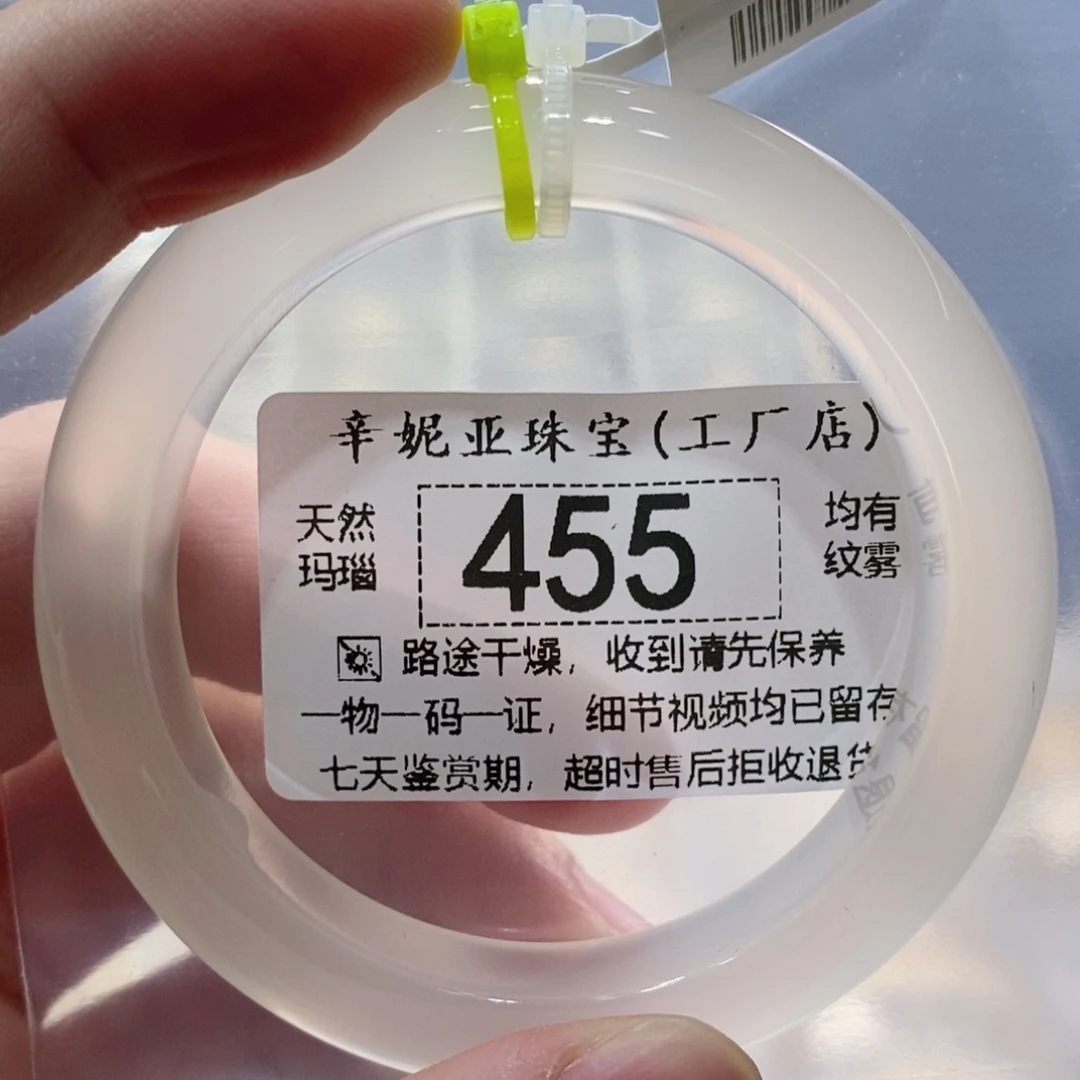 辛妮亚珠宝(工厂店)
天然
玛瑙
455
均有
纹雾
路途干燥，收到请先保养
一物一码一证，细节视频均已留存
七天鉴赏期，超时售后拒收退货